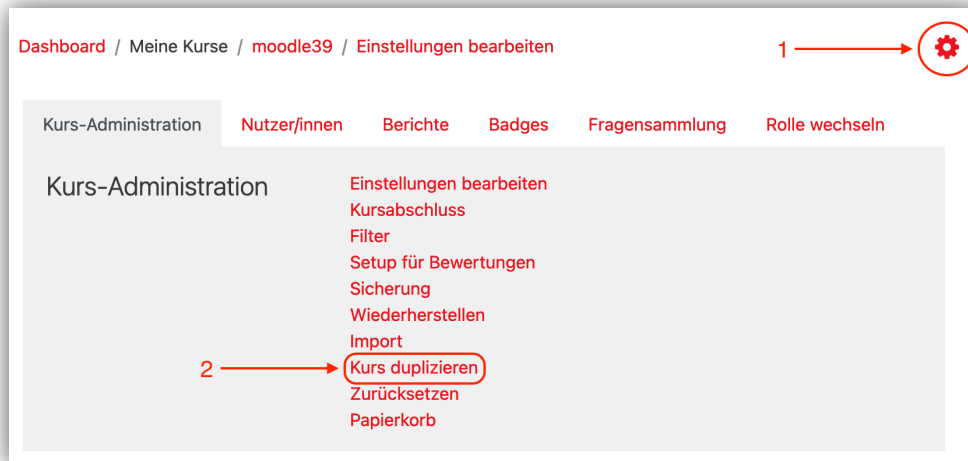 Dashboard / Meine Kurse / moodle39 / Einstellungen bearbeiten
1
Kurs-Administration Nutzer/innen Berichte Badges Fragensammlung Rolle wechseln
Kurs-Administration
Einstellungen bearbeiten
Kursabschluss
Filter
Setup für Bewertungen
Sicherung
Wiederherstellen
Import
2
Kurs duplizieren
Zurücksetzen
Papierkorb